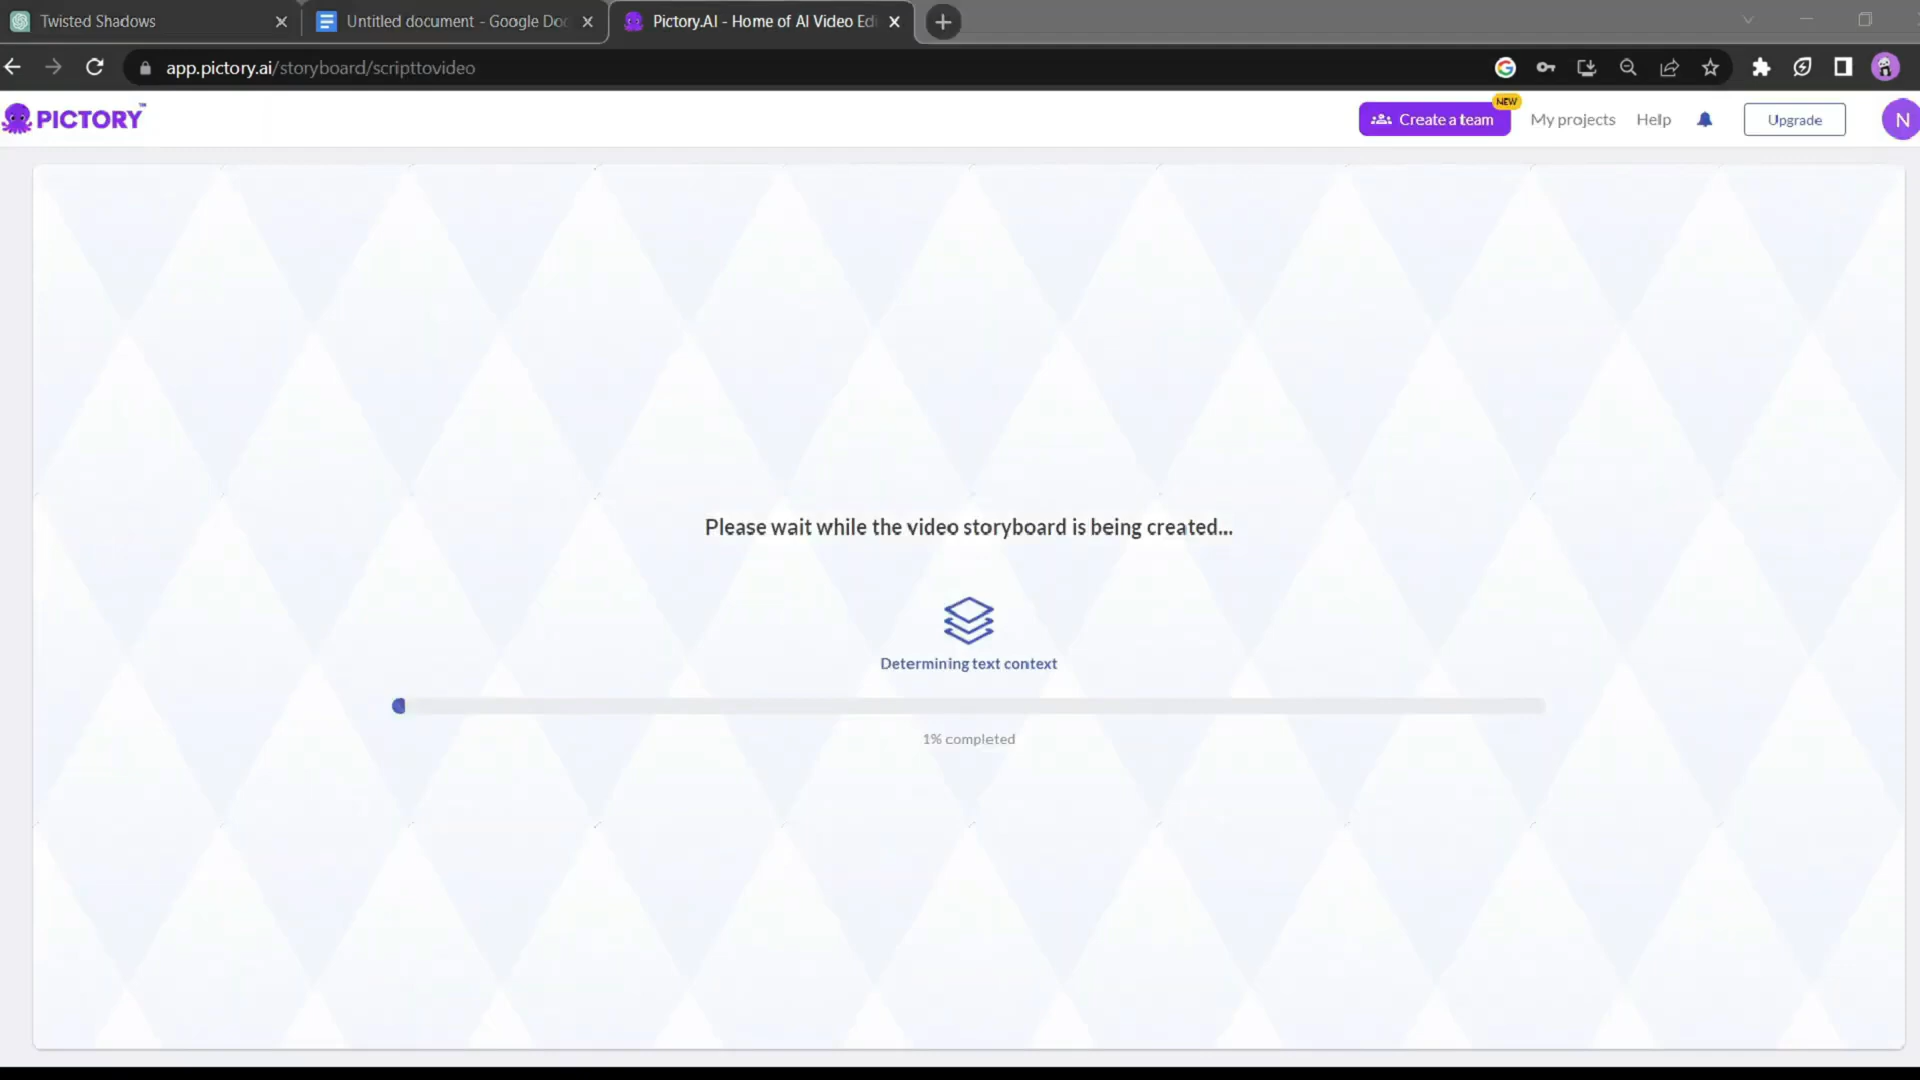 Twisted Shadows
Untitled document - Google Doc
Pictory.AI - Home of AI Video Edi
app.pictory.ai/storyboard/scripttovideo
PICTORY™
Create a team
NEW
My projects
Help
Upgrade
N
Please wait while the video storyboard is being created...
Determining text context
1% completed